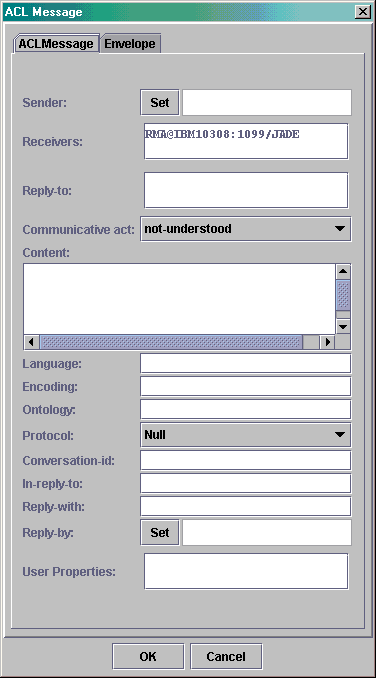 ACL Message
ACLMessage Envelope
Sender: Set
Receivers: RMA@IBM10308:1099/JADE
Reply-to:
Communicative act: not-understood
Content:
Language:
Encoding:
Ontology:
Protocol: Null
Conversation-id:
In-reply-to:
Reply-with:
Reply-by: Set
User Properties:
OK Cancel